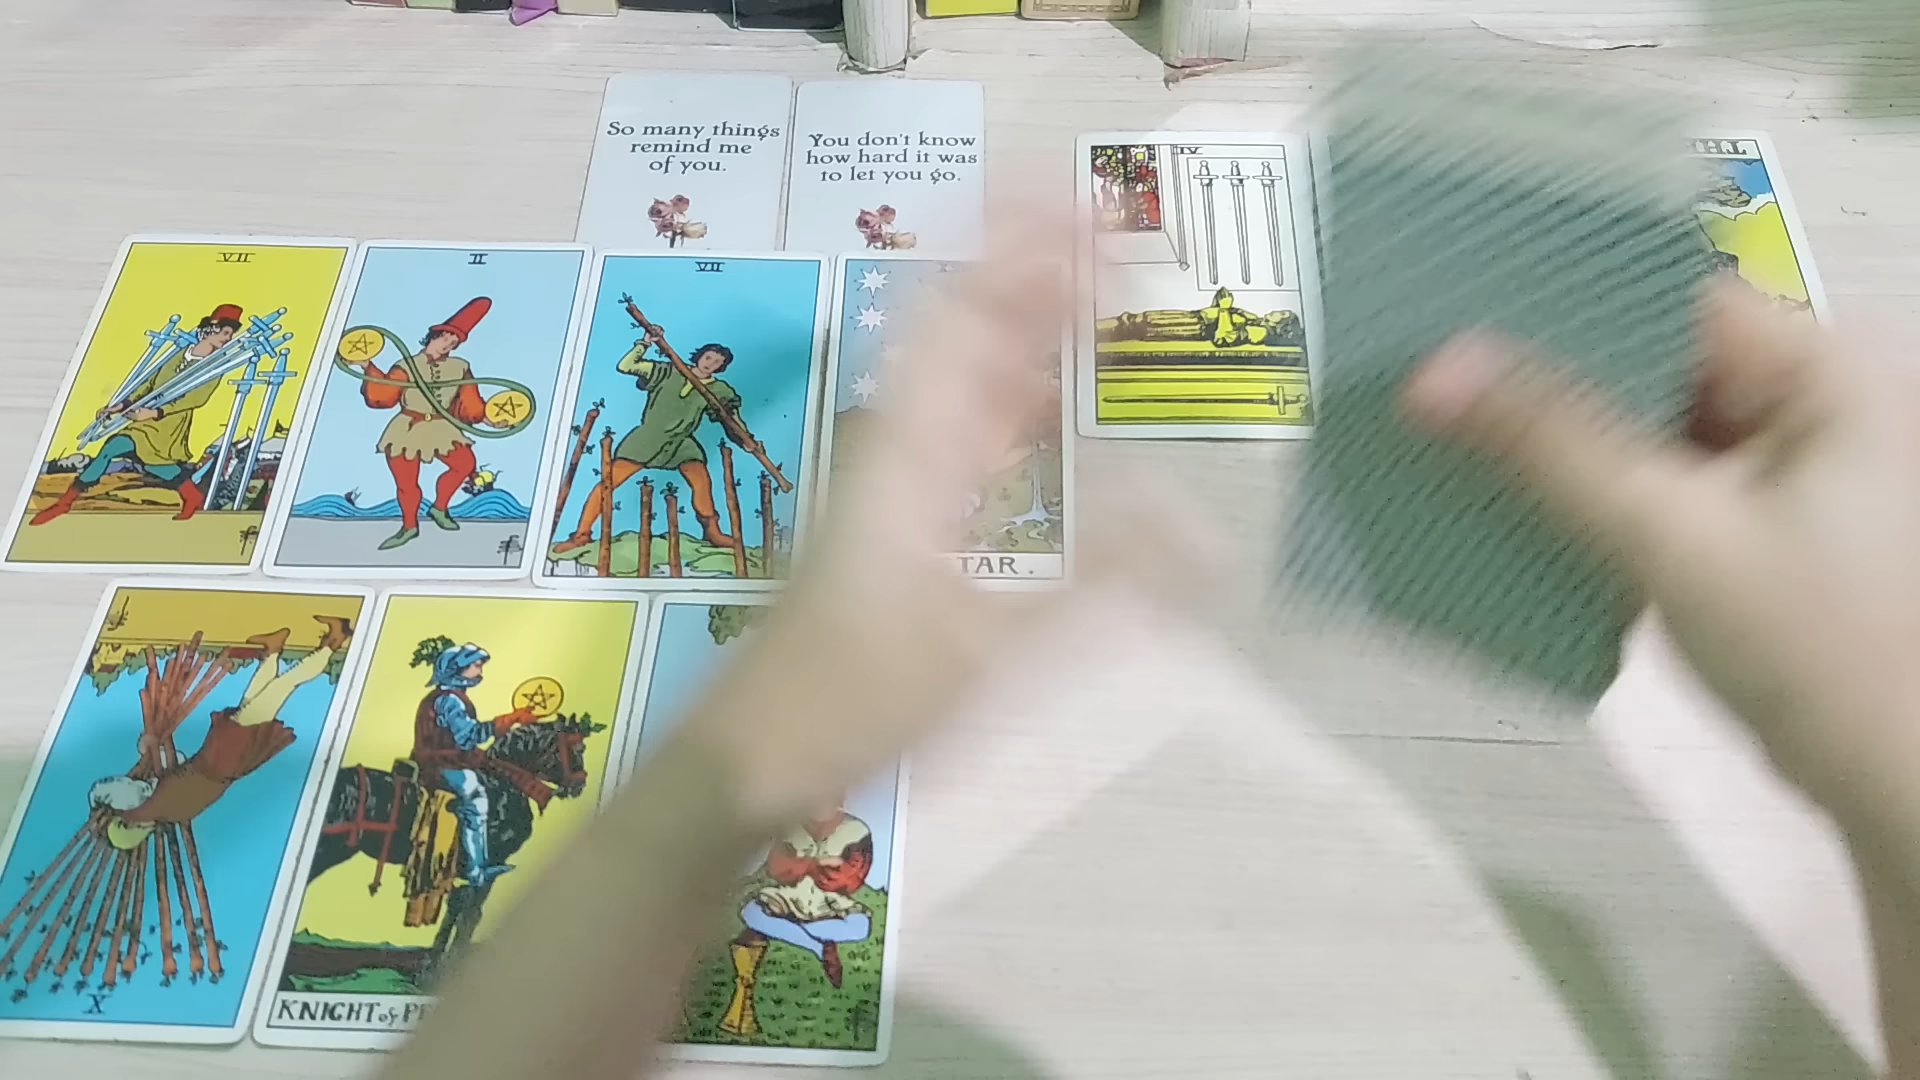 So many things
remind me
of you.
You don't know
how hard it was
to let you go.
IV
VII
II
VII
TAR.
X
KNIGHT of PE